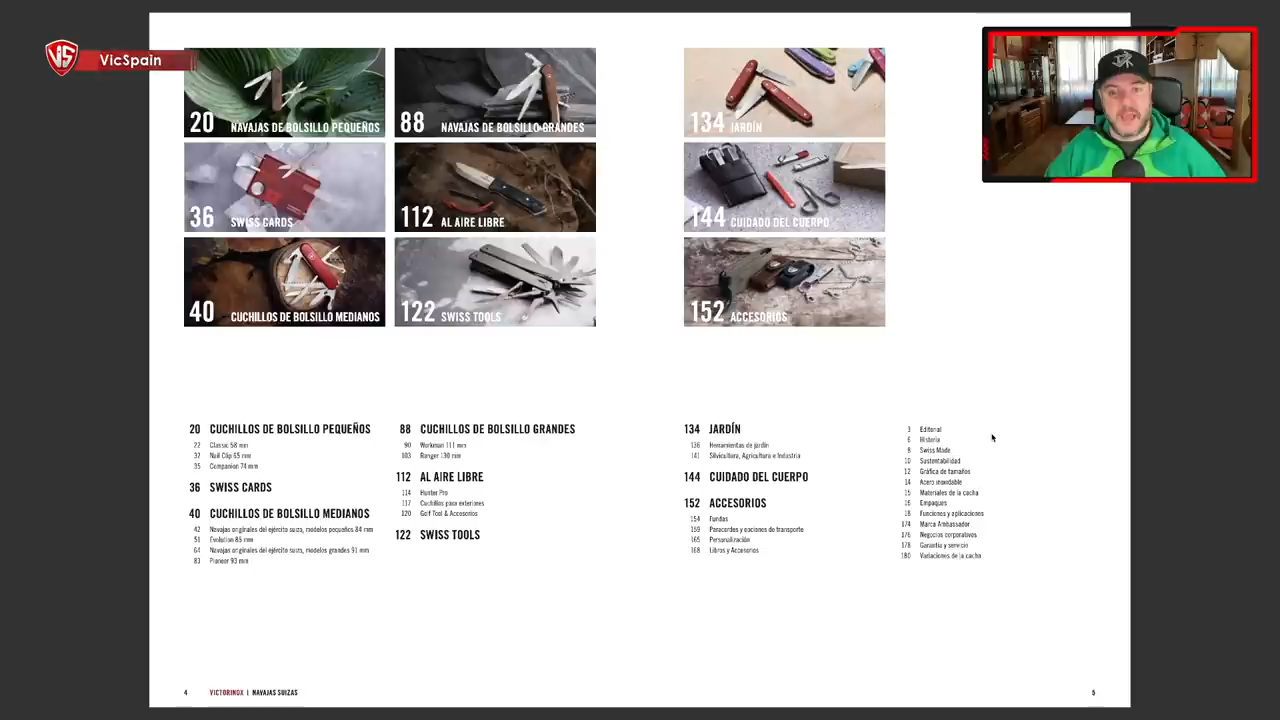 VS VicSpain
20 NAVAJAS DE BOLSILLO PEQUEÑOS
88 NAVAJAS DE BOLSILLO GRANDES
134 JARDÍN
36 SWISS CARDS
112 AL AIRE LIBRE
144 CUIDADO DEL CUERPO
40 CUCHILLOS DE BOLSILLO MEDIANOS
122 SWISS TOOLS
152 ACCESORIOS
20 CUCHILLOS DE BOLSILLO PEQUEÑOS
22 Classic 58 mm
32 Nail Clip 65 mm
35 Companion 74 mm
36 SWISS CARDS
40 CUCHILLOS DE BOLSILLO MEDIANOS
42 Navajas originales del ejército suizo, modelos pequeños 84 mm
51 Evolution 85 mm
64 Navajas originales del ejército suizo, modelos grandes 91 mm
83 Pioneer 93 mm
88 CUCHILLOS DE BOLSILLO GRANDES
90 Workman 111 mm
103 Ranger 130 mm
112 AL AIRE LIBRE
114 Hunter Pro
117 Cuchillos para exteriores
120 Golf Tool & Accesorios
122 SWISS TOOLS
134 JARDÍN
136 Herramientas de jardín
141 Silvicultura, Agricultura e Industria
144 CUIDADO DEL CUERPO
152 ACCESORIOS
154 Fundas
159 Paracordes y opciones de transporte
165 Personalización
168 Libros y Accesorios
3 Editorial
6 Historia
8 Swiss Made
10 Sustentabilidad
12 Gráfica de tamaños
14 Acero inoxidable
15 Materiales de la cacha
16 Empaques
18 Funciones y aplicaciones
174 Marca Ambassador
176 Negocios corporativos
178 Garantía y servicio
180 Variaciones de la cacha
4 VICTORINOX | NAVAJAS SUIZAS
5